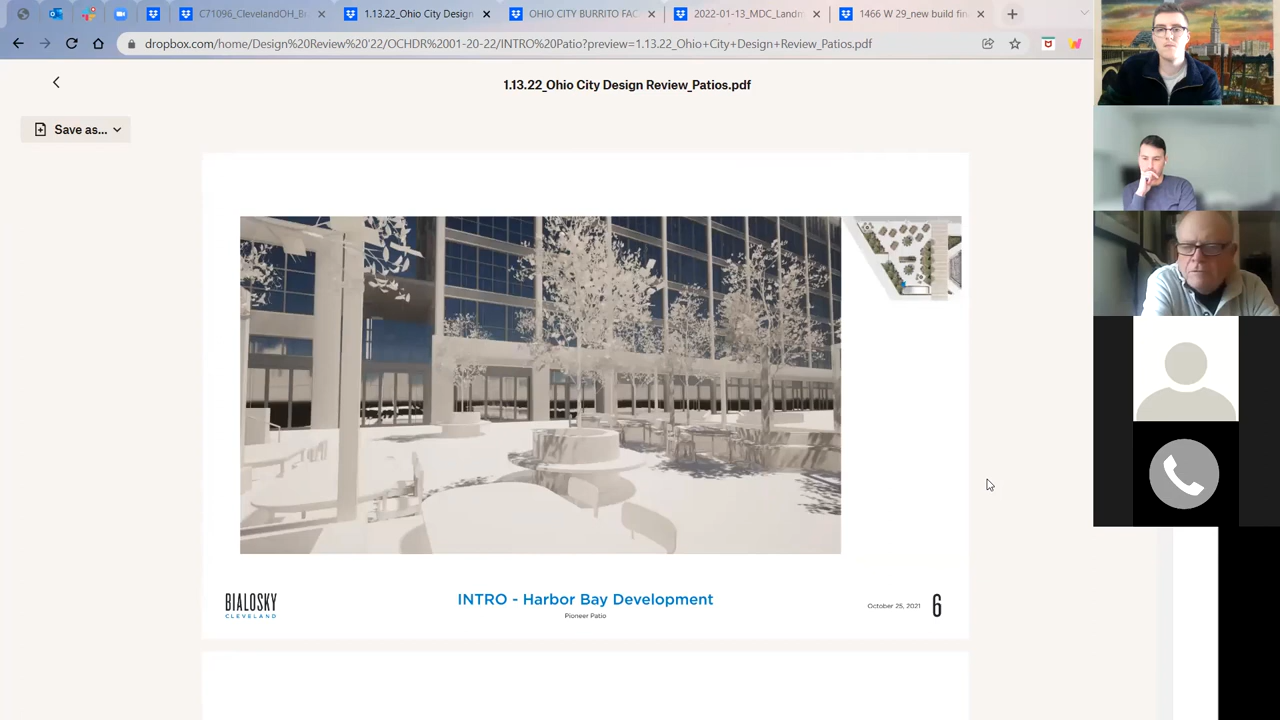 C71096_ClevelandOH_B
1.13.22_Ohio City Design
OHIO CITY BURRITO FAC
2022-01-13_MDC_Landm
1466 W 29_new build fin
dropbox.com/home/Design%20Review%20'22/OCHDR%2001-20-22/INTRO%20Patio?preview=1.13.22_Ohio+City+Design+Review_Patios.pdf
1.13.22_Ohio City Design Review_Patios.pdf
Save as...
BIALOSKY
CLEVELAND
INTRO - Harbor Bay Development
Pioneer Patio
October 25, 2021
6